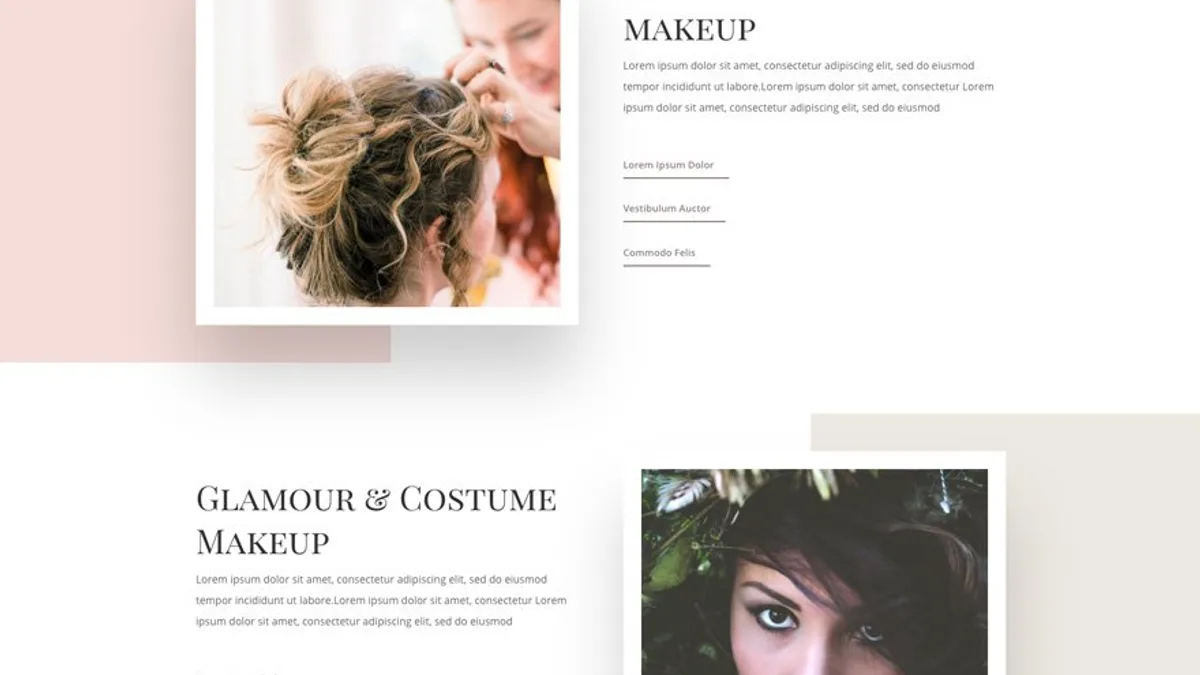 MAKEUP
Lorem ipsum dolor sit amet, consectetur adipiscing elit, sed do eiusmod
tempor incididunt ut labore.Lorem ipsum dolor sit amet, consectetur Lorem
ipsum dolor sit amet, consectetur adipiscing elit, sed do eiusmod
Lorem Ipsum Dolor
Vestibulum Auctor
Commodo Felis
Glamour & Costume
Makeup
Lorem ipsum dolor sit amet, consectetur adipiscing elit, sed do eiusmod
tempor incididunt ut labore.Lorem ipsum dolor sit amet, consectetur Lorem
ipsum dolor sit amet, consectetur adipiscing elit, sed do eiusmod